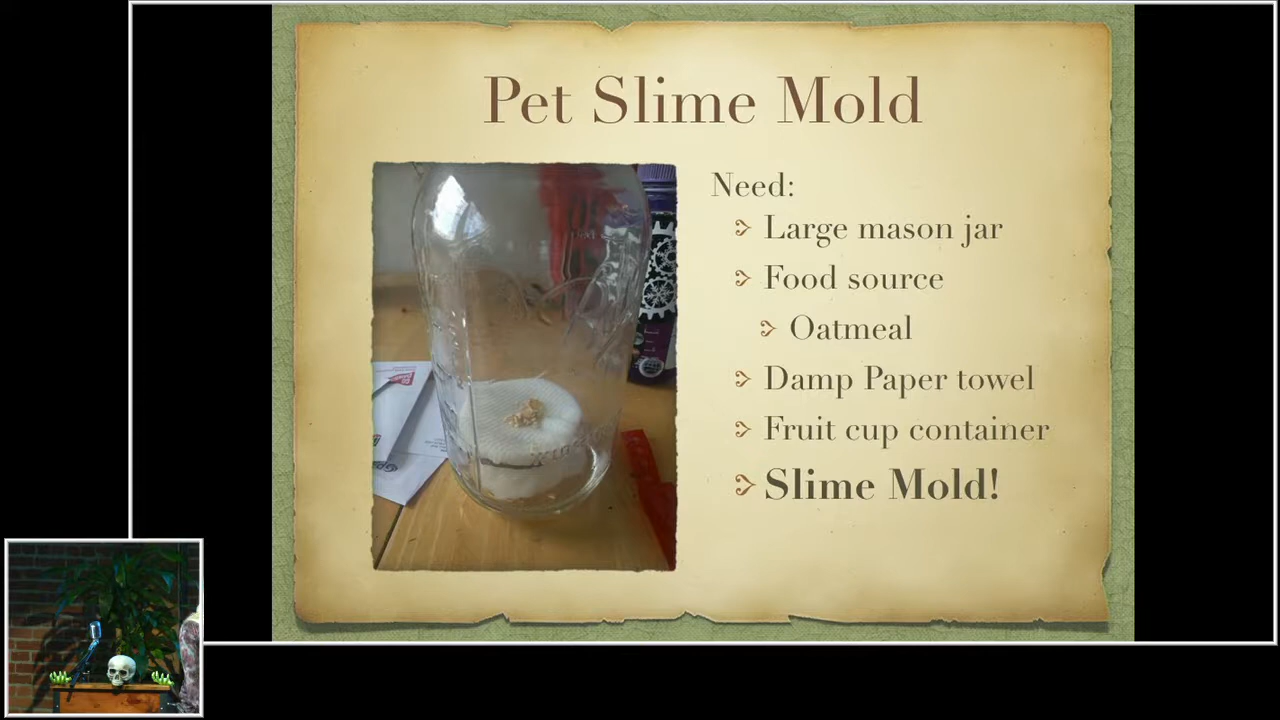 Pet Slime Mold
Need:
Large mason jar
Food source
Oatmeal
Damp Paper towel
Fruit cup container
Slime Mold!